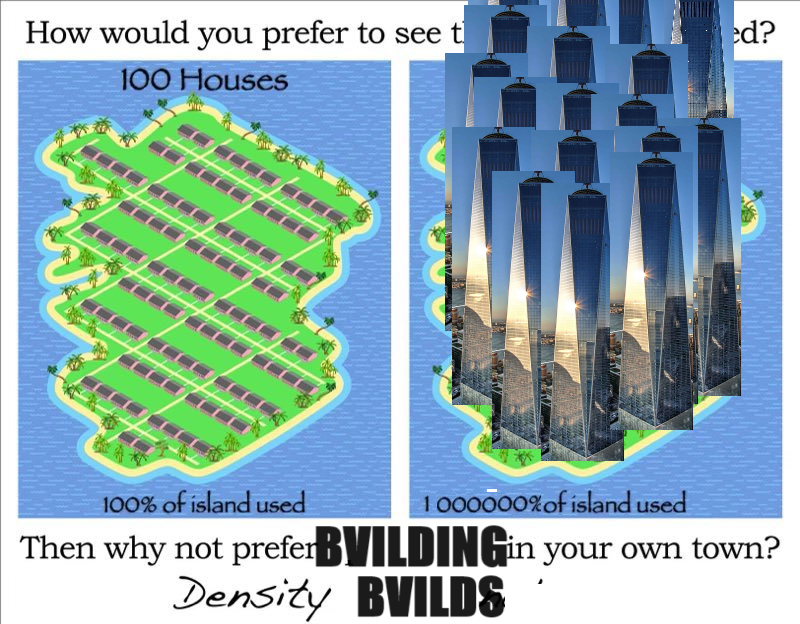 How would you prefer to see t ed?
100 Houses
100% of island used
1 000000% of island used
Then why not prefer BVILDING in your own town?
Density BVILDS